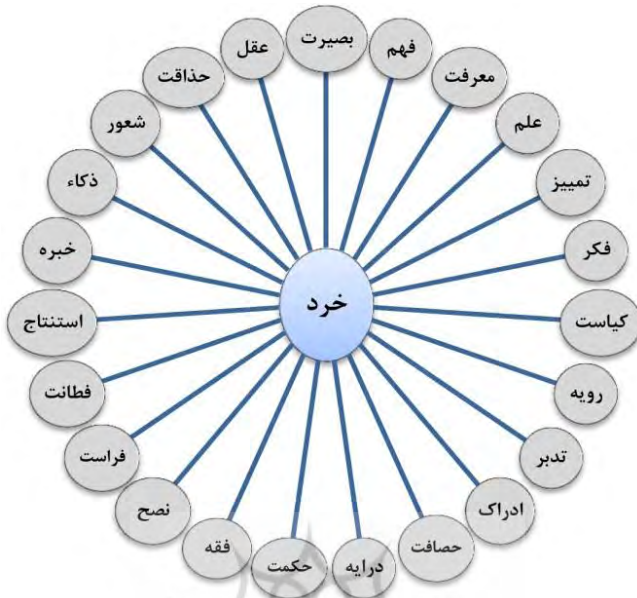 خرد
بصیرت
فهم
معرفت
علم
تمییز
فکر
کیاست
رویه
تدبر
ادراک
حصافت
درایه
حکمت
فقه
نصح
فراست
فطانت
استنتاج
خبره
ذکاء
شعور
حذاقت
عقل